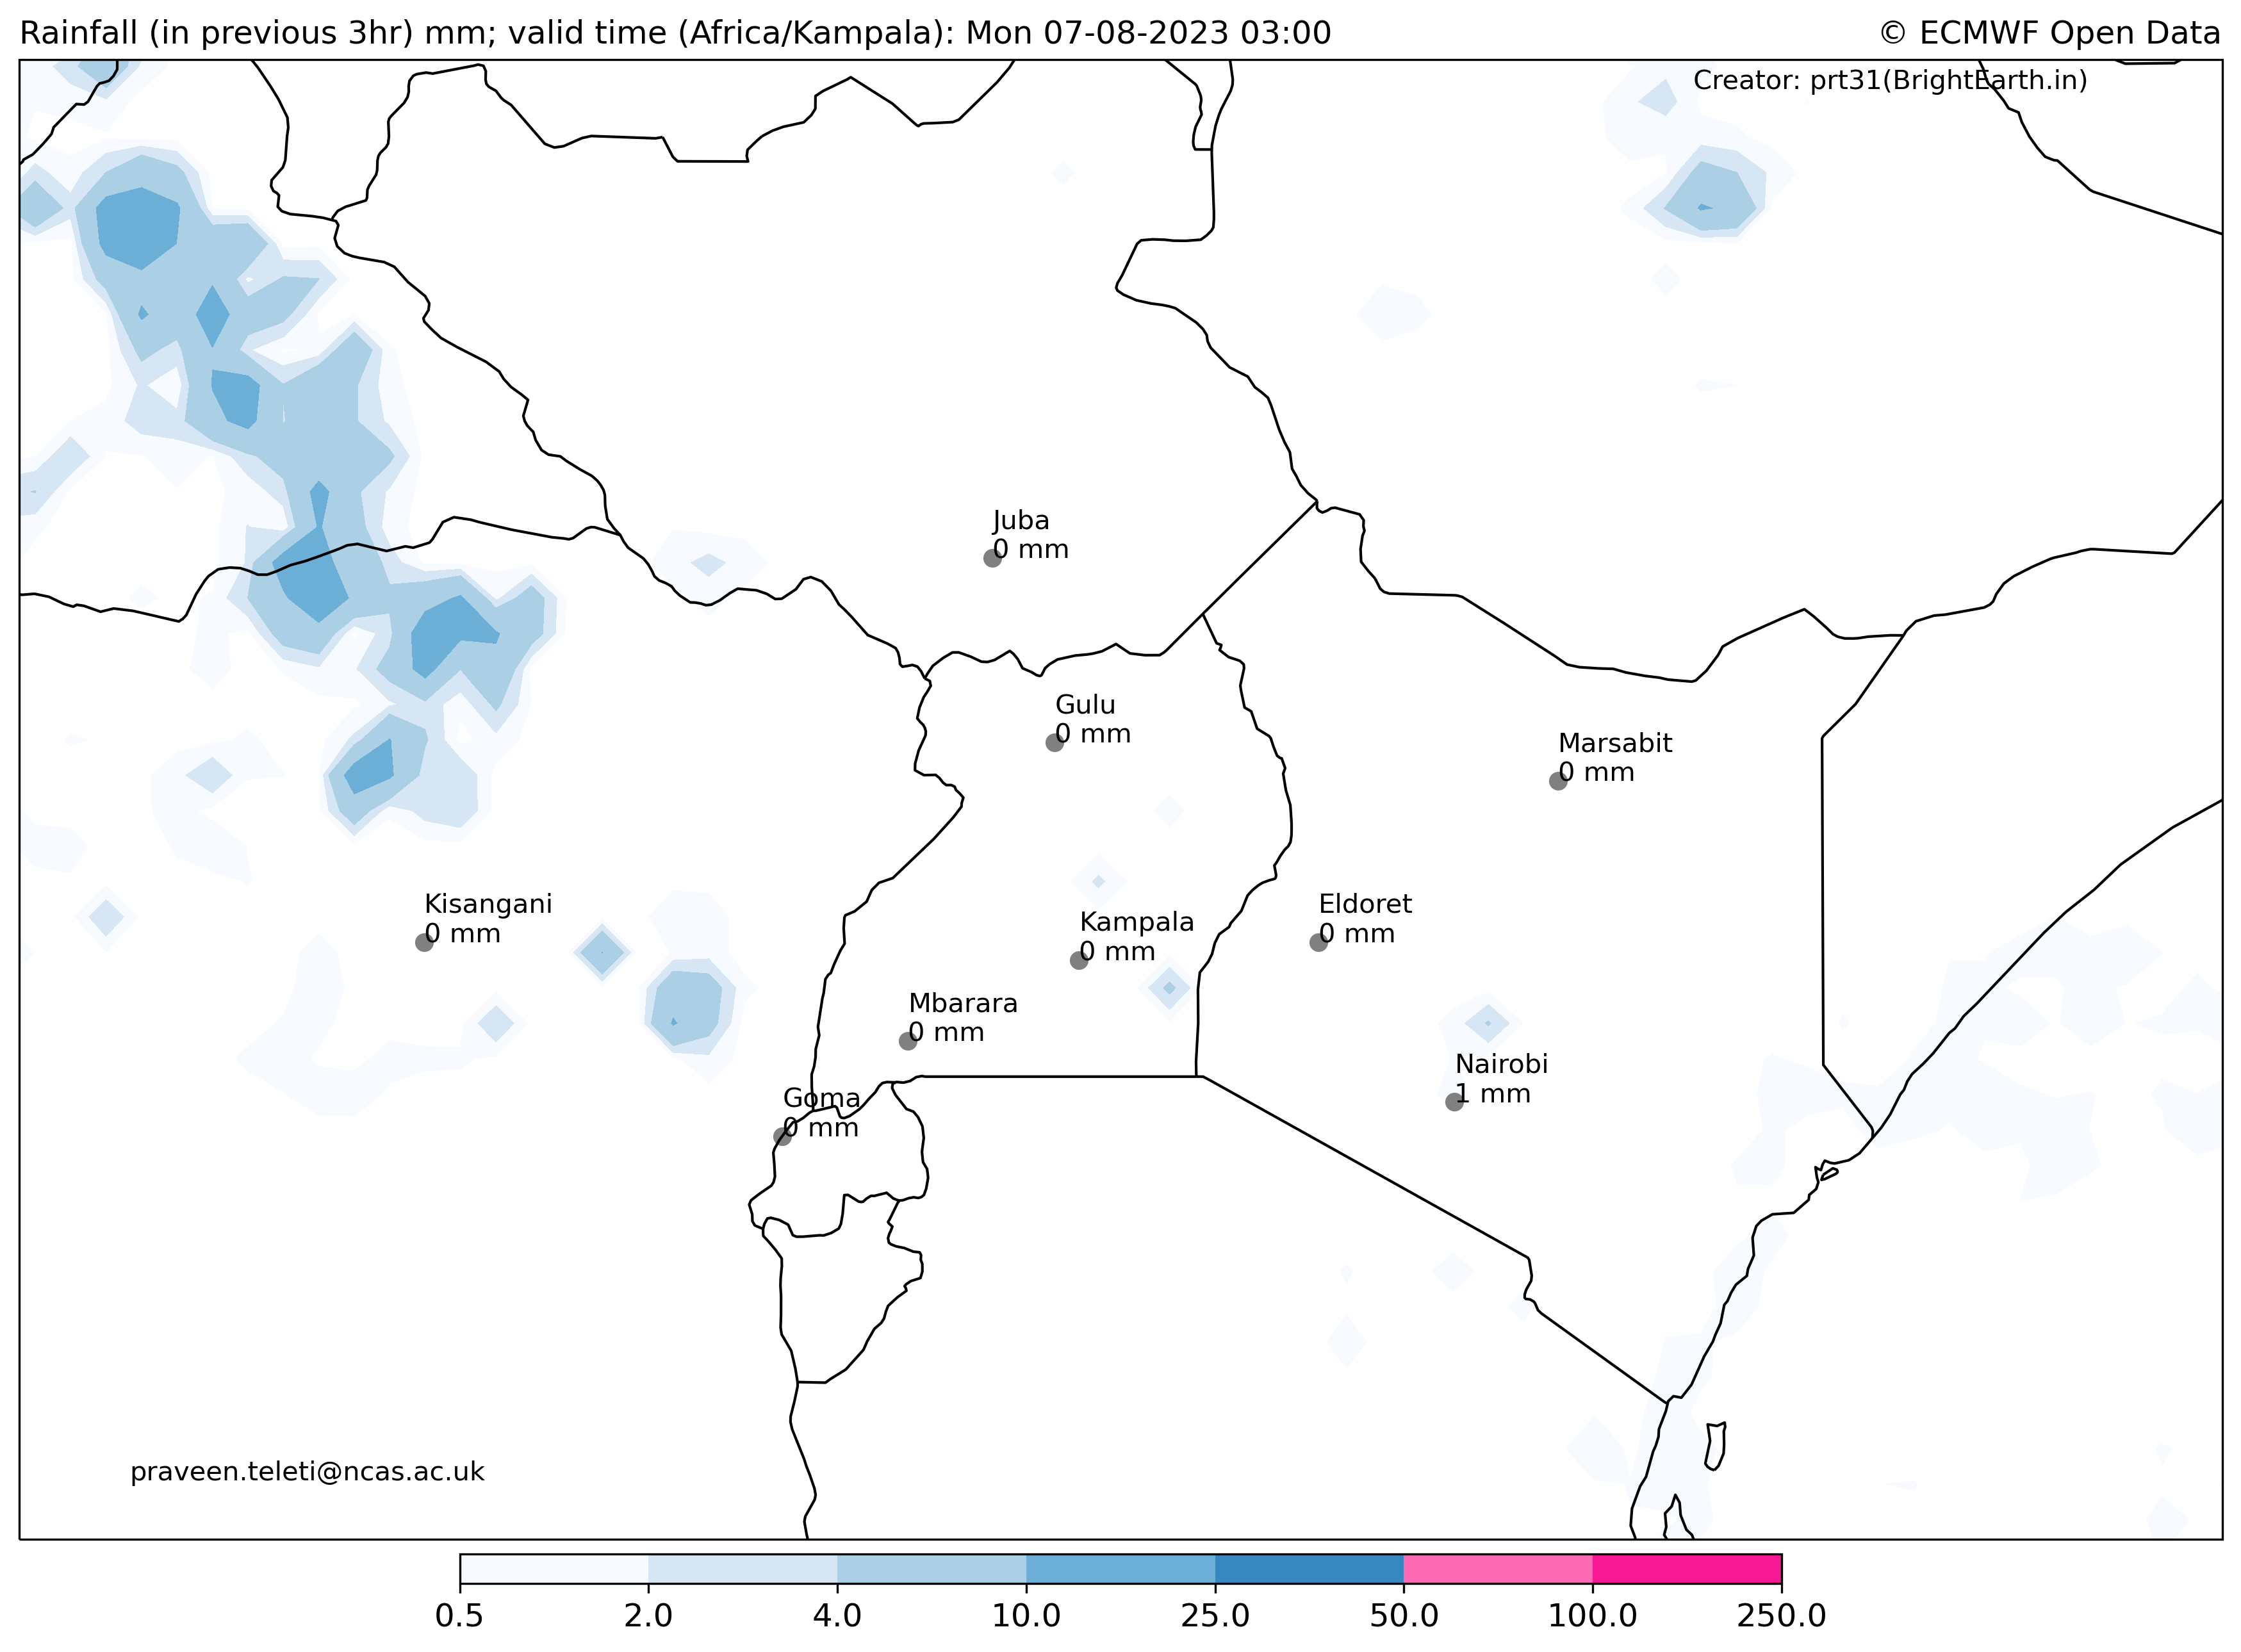 Rainfall (in previous 3hr) mm; valid time (Africa/Kampala): Mon 07-08-2023 03:00
© ECMWF Open Data
Creator: prt31(BrightEarth.in)
Juba
0 mm
Gulu
0 mm
Marsabit
0 mm
Kisangani
0 mm
Kampala
0 mm
Eldoret
0 mm
Mbarara
0 mm
Nairobi
1 mm
Goma
0 mm
praveen.teleti@ncas.ac.uk
0.5 2.0 4.0 10.0 25.0 50.0 100.0 250.0